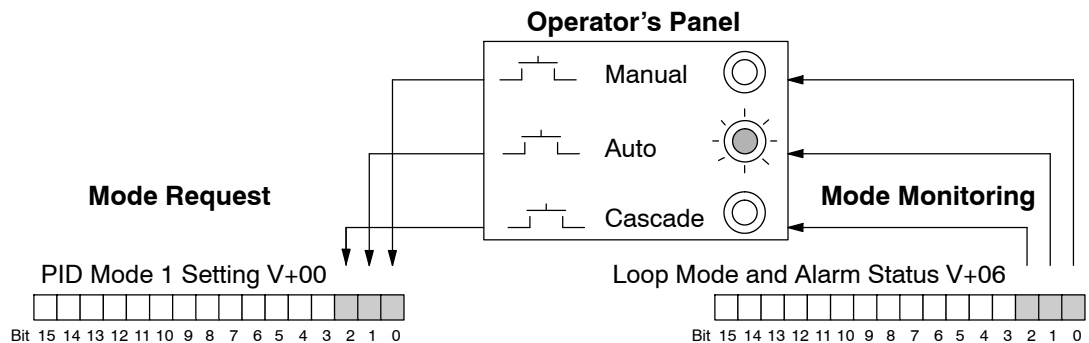 Operator’s Panel
Manual
Auto
Cascade
Mode Request
Mode Monitoring
PID Mode 1 Setting V+00
Bit 15 14 13 12 11 10 9 8 7 6 5 4 3 2 1 0
Loop Mode and Alarm Status V+06
Bit 15 14 13 12 11 10 9 8 7 6 5 4 3 2 1 0